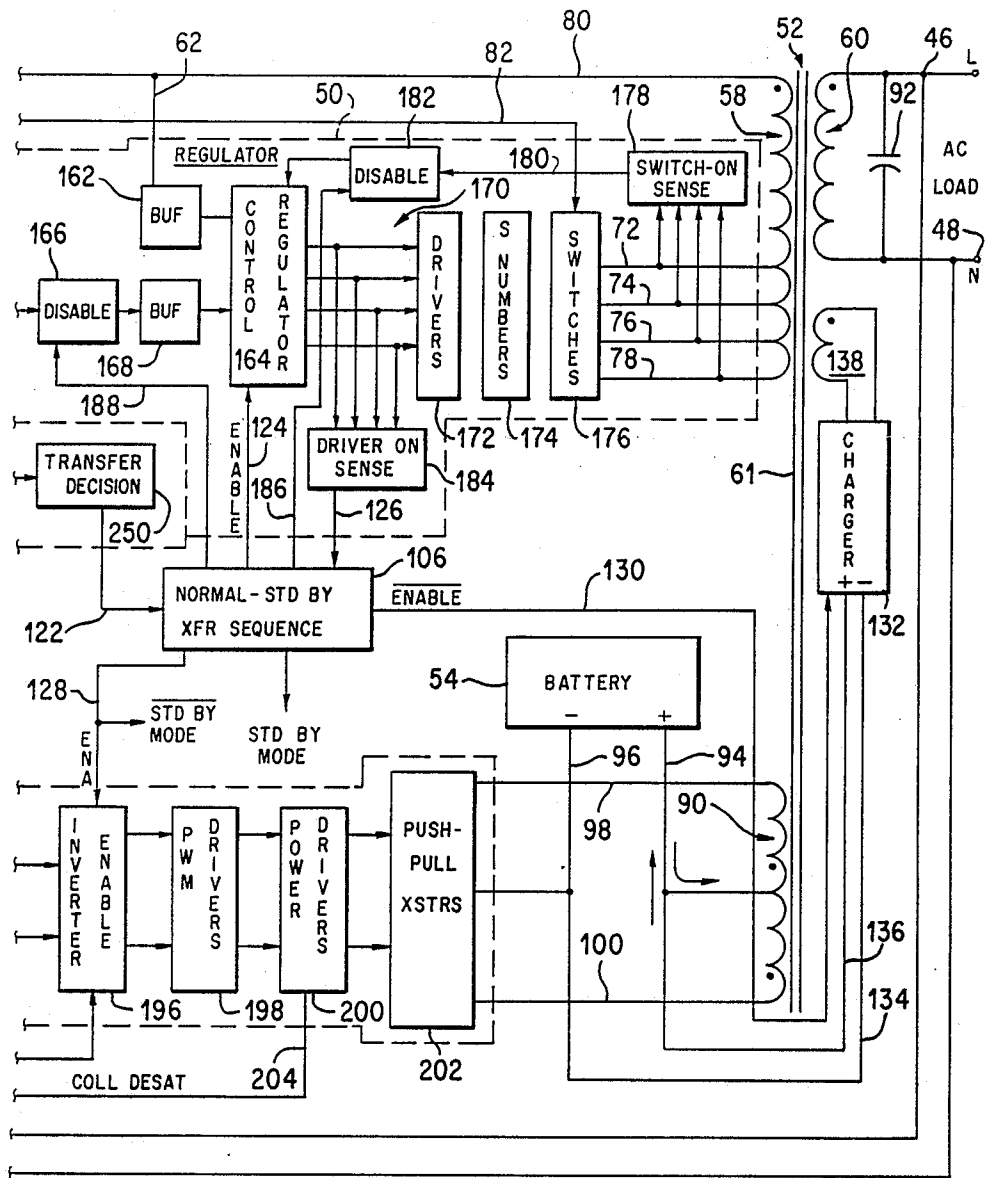 62
80
52
60
46
L
82
50
182
178
58
92
REGULATOR
180
SWITCH-ON
SENSE
AC
LOAD
162
BUF
DISABLE
170
166
CONTROL
REGULATOR
DRIVERS
S NUMBERS
SWITCHES
72
48
N
DISABLE
BUF
74
76
78
164
168
138
188
ENABLE
124
172
174
176
TRANSFER
DECISION
DRIVER ON
SENSE
184
61
CHARGER
250
186
126
106
+ −
NORMAL-STD BY
XFR SEQUENCE
ENABLE
130
132
122
54
BATTERY
− +
128
STD BY
MODE
STD BY
MODE
ENA
96
94
98
90
INVERTER
ENABLE
PWM
DRIVERS
POWER
DRIVERS
PUSH-
PULL
XSTRS
100
136
134
196
198
200
202
COLL DESAT
204